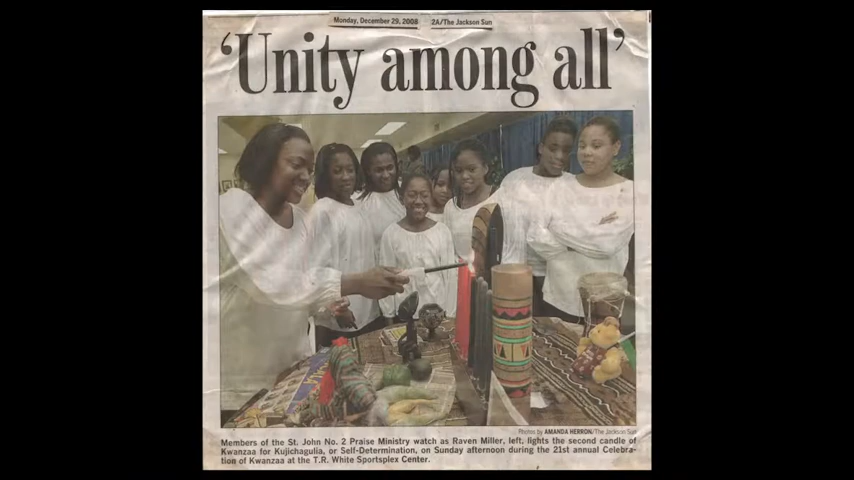 Monday, December 29, 2008 2A/The Jackson Sun
'Unity among all'
Photos by AMANDA HERRON/The Jackson Sun
Members of the St. John No. 2 Praise Ministry watch as Raven Miller, left, lights the second candle of
Kwanzaa for Kujichagulia, or Self-Determination, on Sunday afternoon during the 21st annual Celebra-
tion of Kwanzaa at the T.R. White Sportsplex Center.